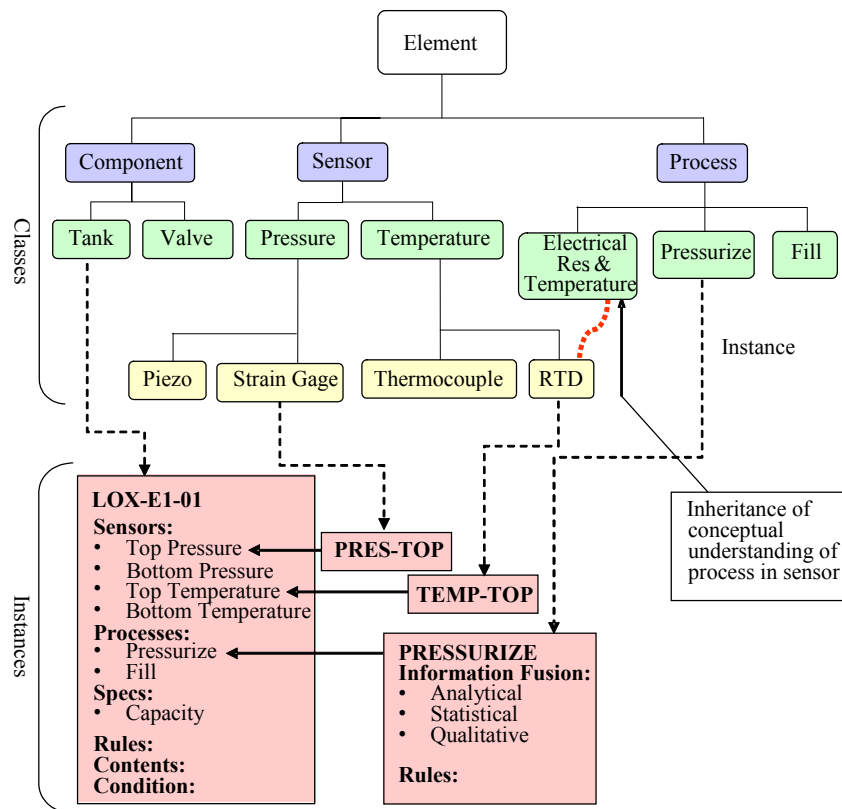 Element
Classes
Component
Sensor
Process
Tank
Valve
Pressure
Temperature
Electrical
Res & 
Temperature
Pressurize
Fill
Instance
Piezo
Strain Gage
Thermocouple
RTD
Inheritance of
conceptual
understanding of
process in sensor
Instances
LOX-E1-01
Sensors:
• Top Pressure
• Bottom Pressure
• Top Temperature
• Bottom Temperature
Processes:
• Pressurize
• Fill
Specs:
• Capacity
Rules:
Contents:
Condition:
PRES-TOP
TEMP-TOP
PRESSURIZE
Information Fusion:
• Analytical
• Statistical
• Qualitative
Rules: